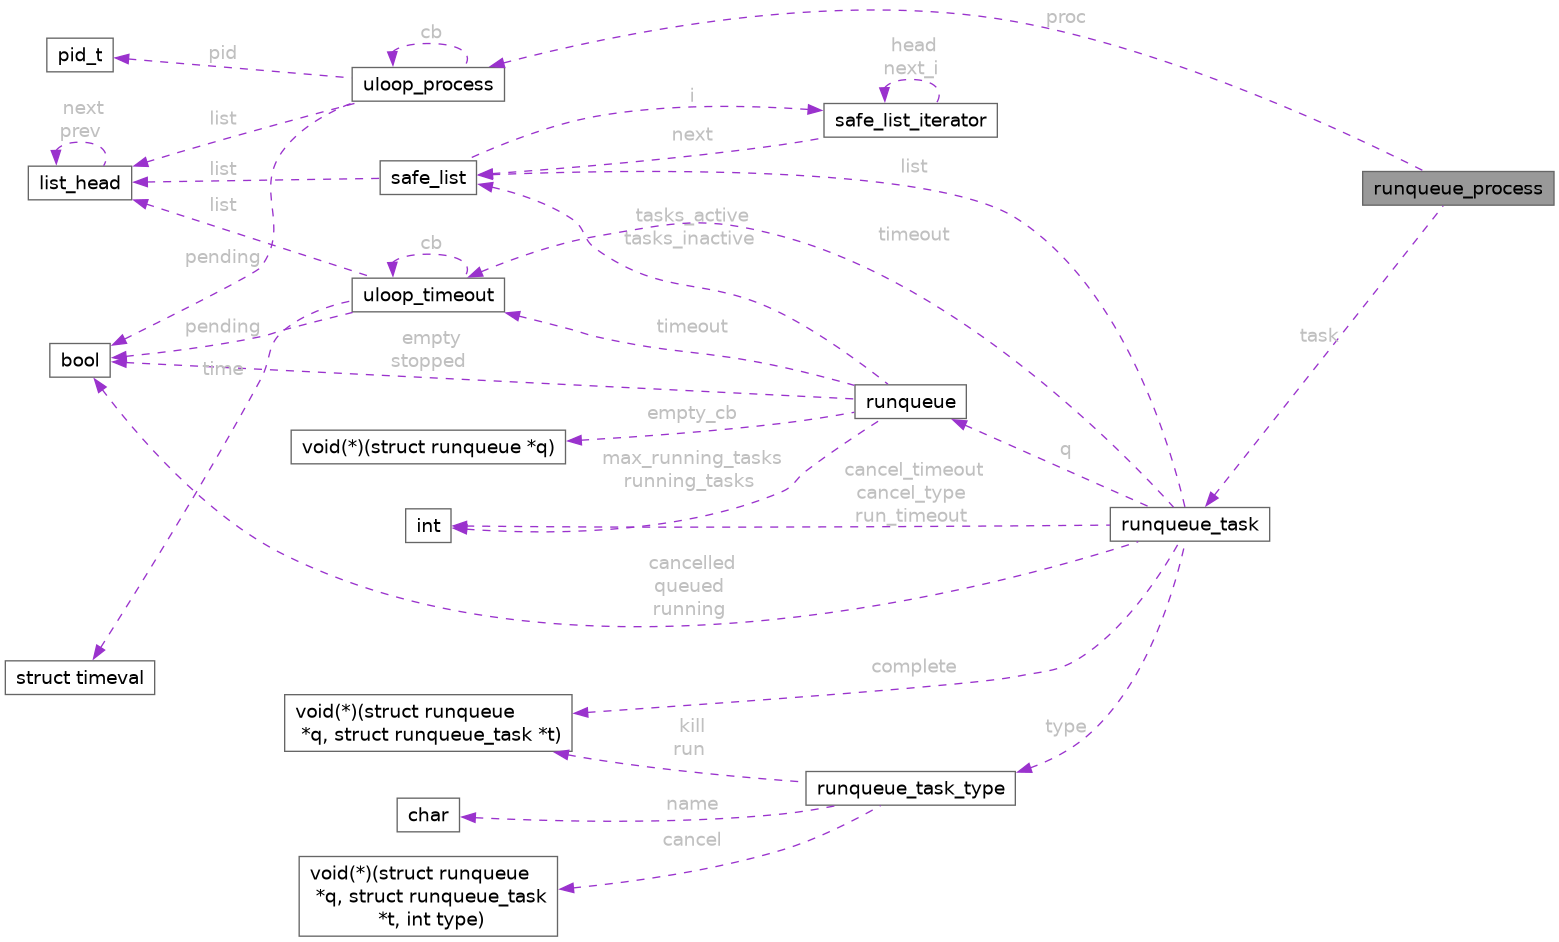 proc
cb
pid
pid_t
uloop_process
head
next_i
next
prev
list
i
safe_list_iterator
next
list
list
list_head
safe_list
runqueue_process
list
tasks_active
tasks_inactive
timeout
cb
pending
uloop_timeout
pending
timeout
empty
stopped
task
bool
time
runqueue
empty_cb
void(*)(struct runqueue *q)
q
max_running_tasks
running_tasks
cancel_timeout
cancel_type
run_timeout
int
runqueue_task
cancelled
queued
running
struct timeval
complete
void(*)(struct runqueue
*q, struct runqueue_task *t)
kill
run
type
runqueue_task_type
name
char
cancel
void(*)(struct runqueue
*q, struct runqueue_task
*t, int type)